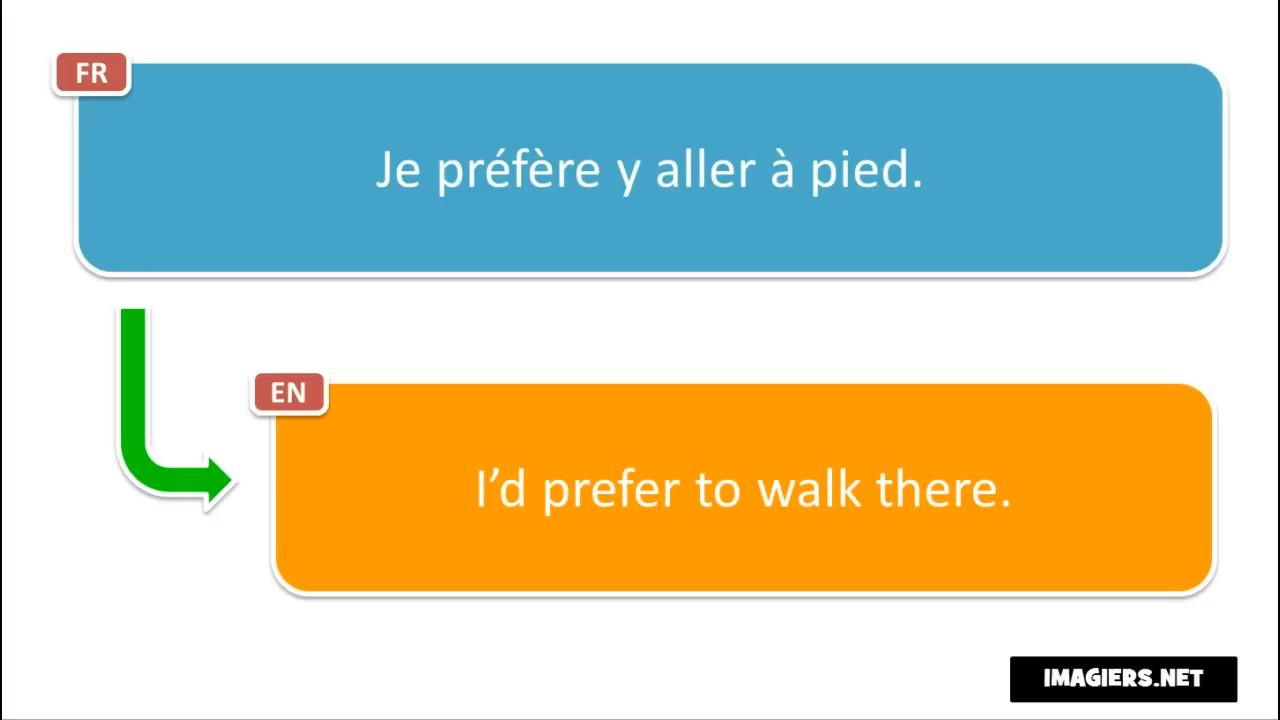 FR
Je préfère y aller à pied.
EN
I’d prefer to walk there.
IMAGIERS.NET